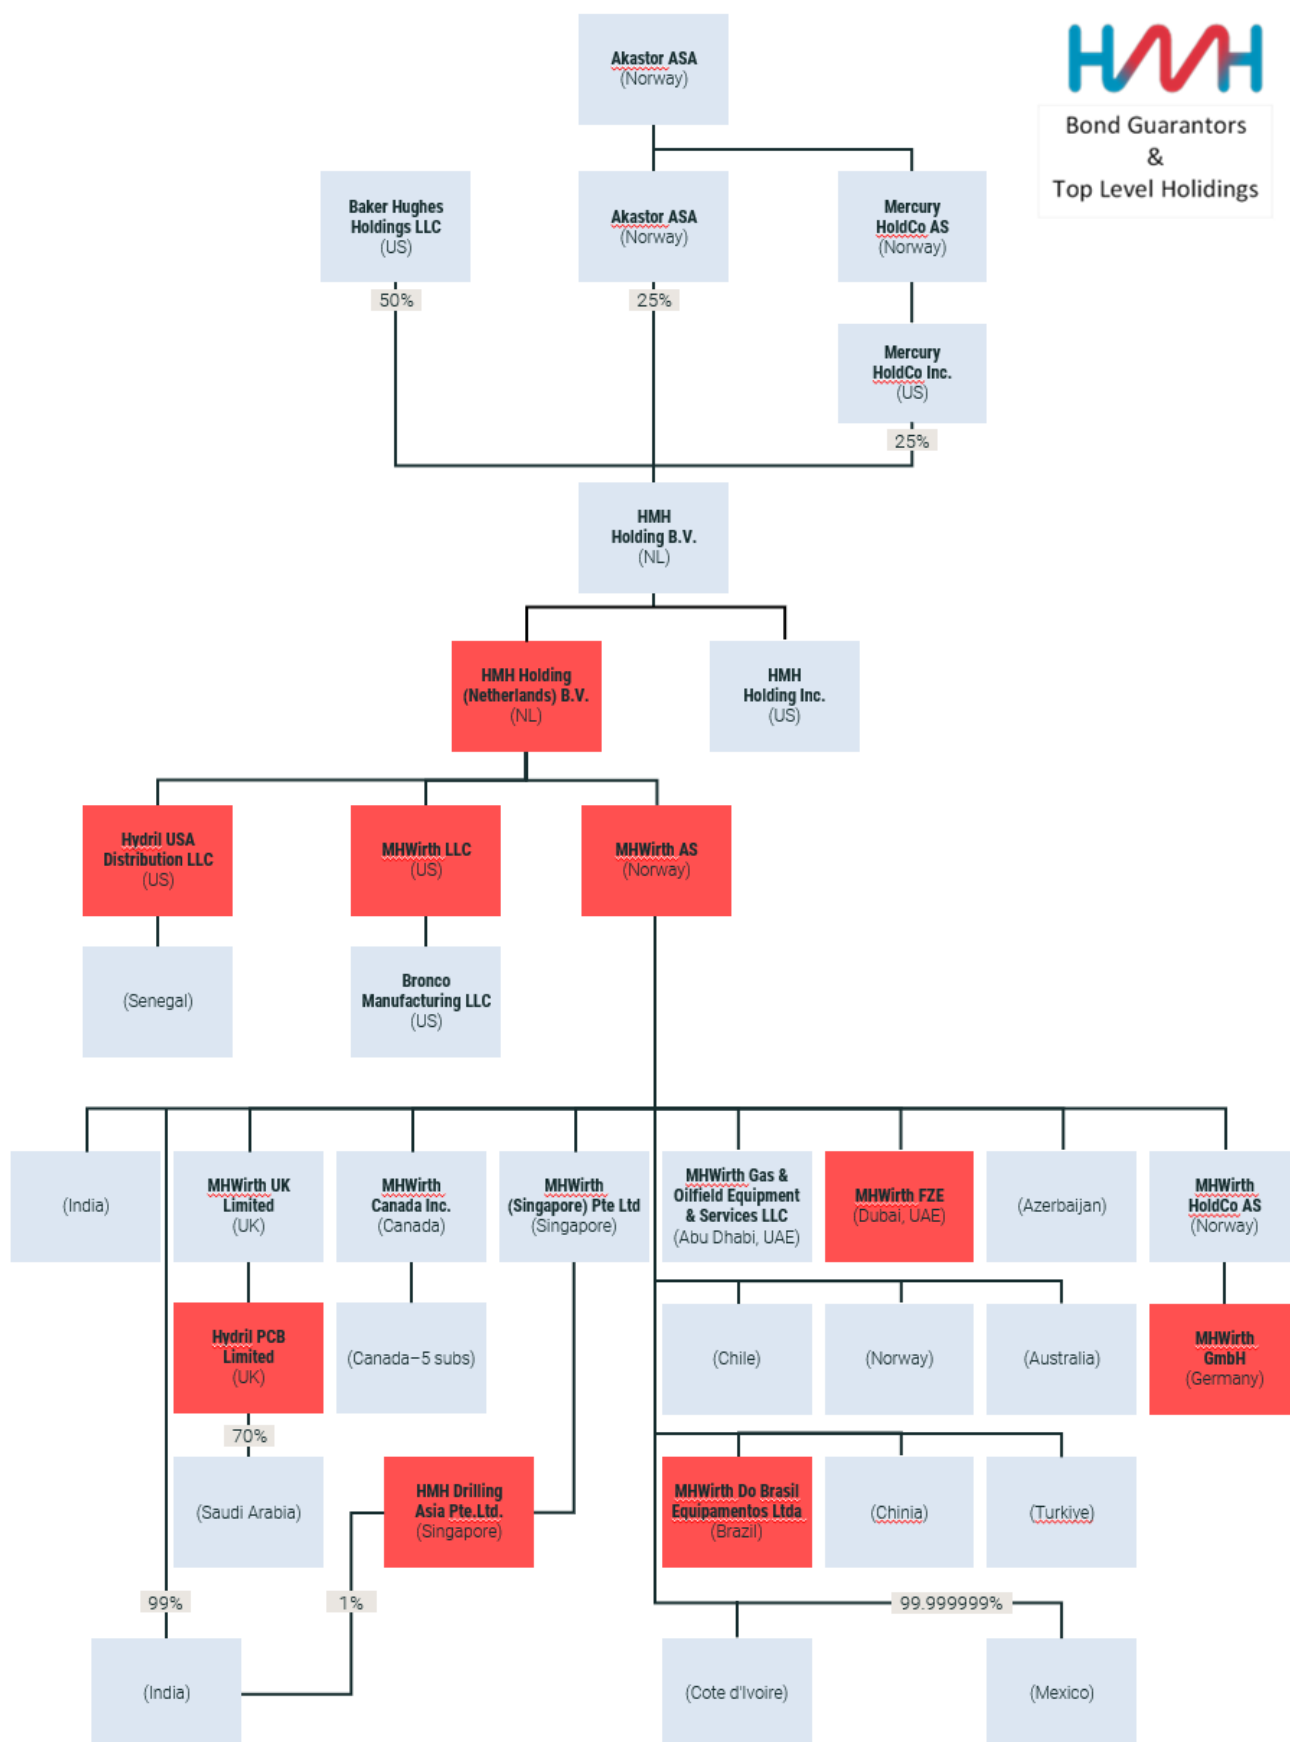 Akastor ASA
(Norway)
HMH
Bond Guarantors
&
Top Level Holidings
Baker Hughes
Holdings LLC
(US)
Akastor ASA
(Norway)
Mercury
HoldCo AS
(Norway)
50%
25%
Mercury
HoldCo Inc.
(US)
25%
HMH
Holding B.V.
(NL)
HMH Holding
(Netherlands) B.V.
(NL)
HMH
Holding Inc.
(US)
Hydril USA
Distribution LLC
(US)
MHWirth LLC
(US)
MHWirth AS
(Norway)
(Senegal)
Bronco
Manufacturing LLC
(US)
(India)
MHWirth UK
Limited
(UK)
MHWirth
Canada Inc.
(Canada)
MHWirth
(Singapore) Pte Ltd
(Singapore)
MHWirth Gas &
Oilfield Equipment
& Services LLC
(Abu Dhabi, UAE)
MHWirth FZE
(Dubai, UAE)
(Azerbaijan)
MHWirth
HoldCo AS
(Norway)
Hydril PCB
Limited
(UK)
(Canada–5 subs)
(Chile)
(Norway)
(Australia)
MHWirth
GmbH
(Germany)
70%
(Saudi Arabia)
HMH Drilling
Asia Pte.Ltd.
(Singapore)
MHWirth Do Brasil
Equipamentos Ltda
(Brazil)
(Chinia)
(Turkiye)
99%
1%
99.999999%
(India)
(Cote d'Ivoire)
(Mexico)